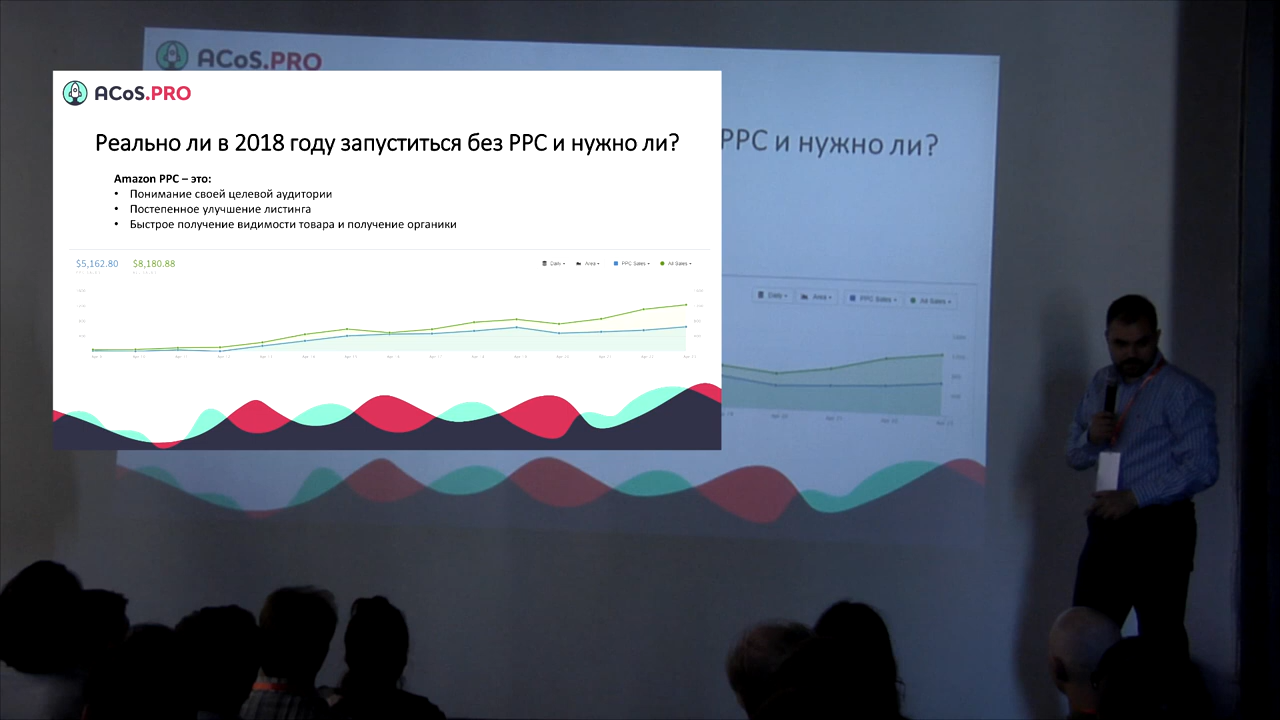 ACoS.PRO
ACoS.PRO
Реально ли в 2018 году запуститься без PPC и нужно ли?
PPC и нужно ли?
Amazon PPC – это:
• Понимание своей целевой аудитории
• Постепенное улучшение листинга
• Быстрое получение видимости товара и получение органики
$5,162.80 $8,180.88
Daily Area PPC Sales All Sales
Daily Area PPC Sales All Sales